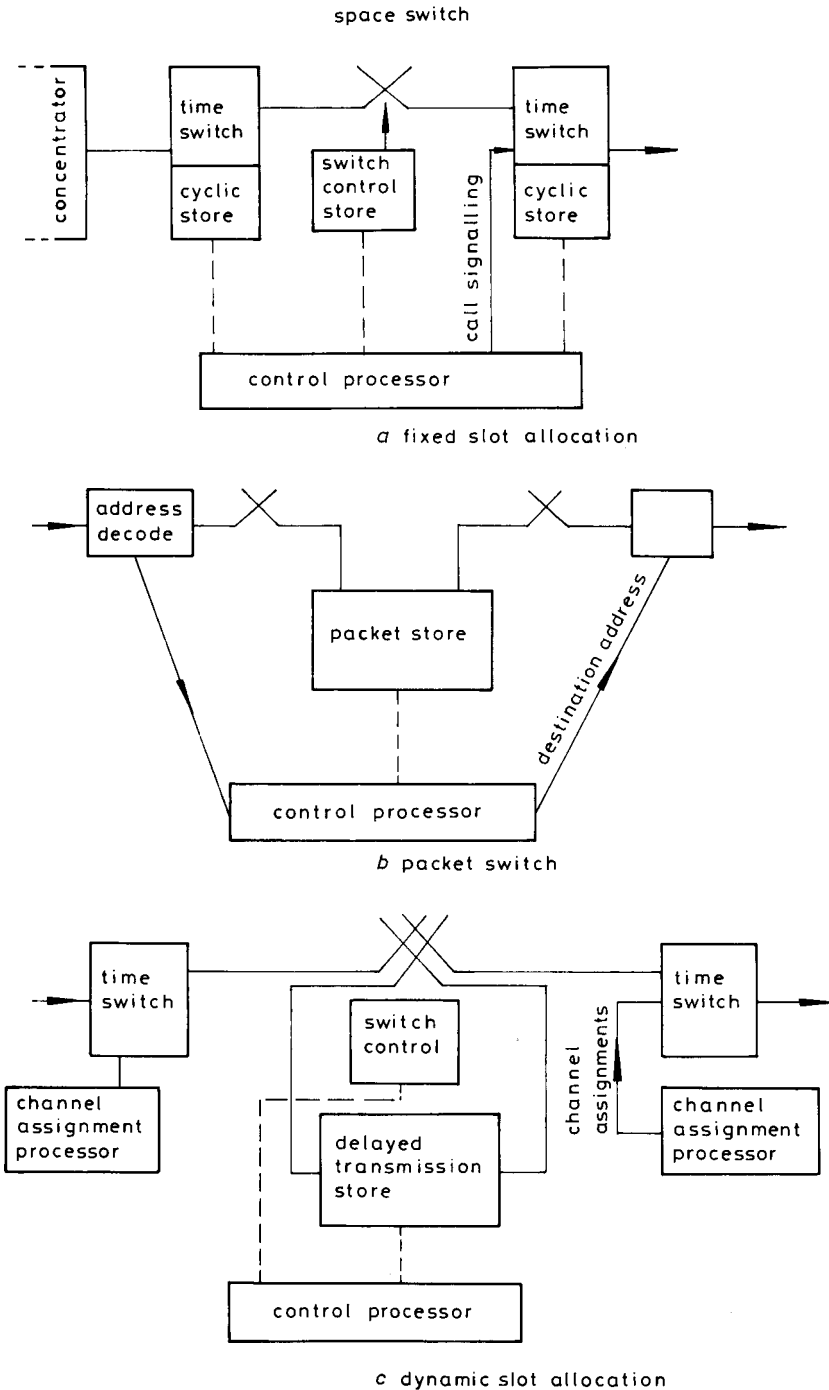 space switch
concentrator
time
switch
cyclic
store
switch
control
store
call signalling
time
switch
cyclic
store
control processor
a fixed slot allocation
address
decode
packet store
destination address
control processor
b packet switch
time
switch
channel
assignment
processor
switch
control
delayed
transmission
store
channel
assignments
time
switch
channel
assignment
processor
control processor
c dynamic slot allocation